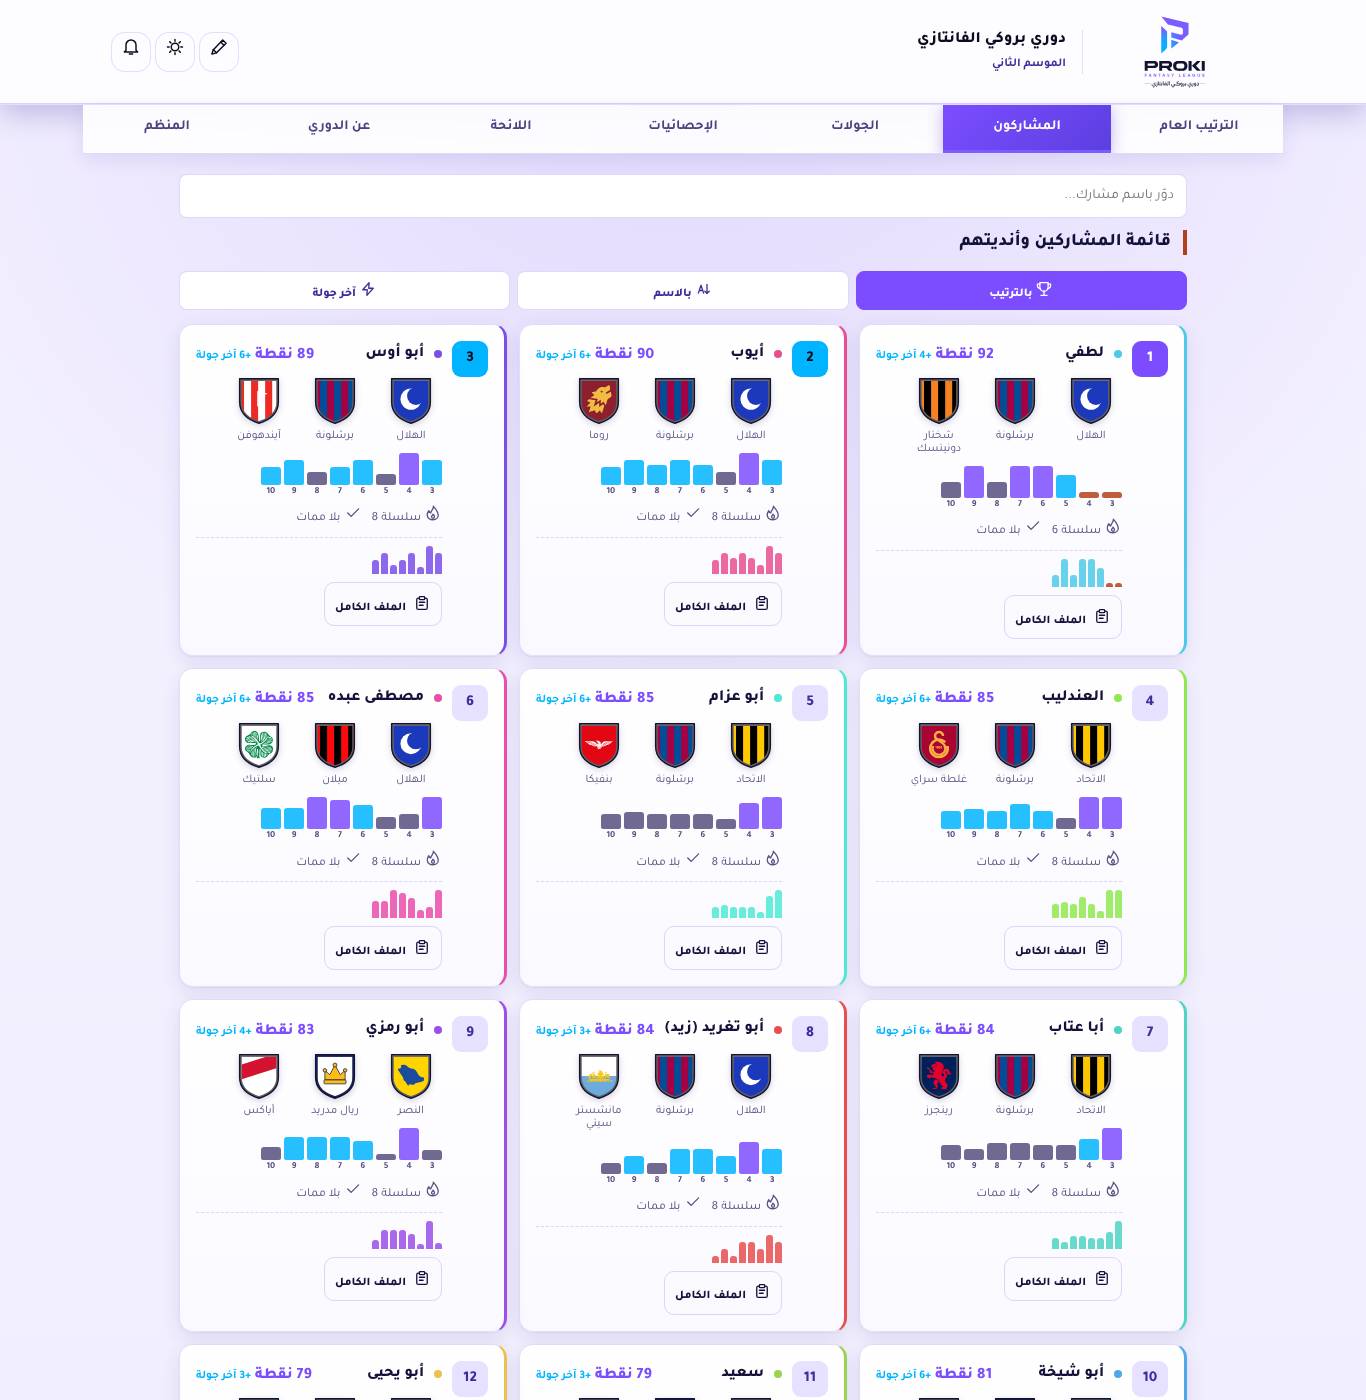 PROKI
FANTASY LEAGUE
دوري بروكي الفانتازي
دوري بروكي الفانتازي
الموسم الثاني
الترتيب العام
المشاركون
الجولات
الإحصائيات
اللائحة
عن الدوري
المنظم
دوّر باسم مشارك...
قائمة المشاركين وأنديتهم
بالترتيب
بالاسم
آخر جولة
1 لطفي 92 نقطة +4 آخر جولة
الهلال برشلونة شختار دونيتسك
3 4 5 6 7 8 9 10
سلسلة 6 بلا ممات
الملف الكامل
2 أيوب 90 نقطة +6 آخر جولة
الهلال برشلونة روما
3 4 5 6 7 8 9 10
سلسلة 8 بلا ممات
الملف الكامل
3 أبو أوس 89 نقطة +6 آخر جولة
الهلال برشلونة آيندهوفن
3 4 5 6 7 8 9 10
سلسلة 8 بلا ممات
الملف الكامل
4 العندليب 85 نقطة +6 آخر جولة
الاتحاد برشلونة غلطة سراي
3 4 5 6 7 8 9 10
سلسلة 8 بلا ممات
الملف الكامل
5 أبو عزام 85 نقطة +6 آخر جولة
الاتحاد برشلونة بنفيكا
3 4 5 6 7 8 9 10
سلسلة 8 بلا ممات
الملف الكامل
6 مصطفى عبده 85 نقطة +6 آخر جولة
الهلال ميلان سلتيك
3 4 5 6 7 8 9 10
سلسلة 8 بلا ممات
الملف الكامل
7 أبا عتاب 84 نقطة +6 آخر جولة
الاتحاد برشلونة رينجرز
3 4 5 6 7 8 9 10
سلسلة 8 بلا ممات
الملف الكامل
8 أبو تغريد (زيد) 84 نقطة +3 آخر جولة
الهلال برشلونة مانشستر سيتي
3 4 5 6 7 8 9 10
سلسلة 8 بلا ممات
الملف الكامل
9 أبو رمزي 83 نقطة +4 آخر جولة
النصر ريال مدريد أياكس
3 4 5 6 7 8 9 10
سلسلة 8 بلا ممات
الملف الكامل
10 أبو شيخة 81 نقطة +6 آخر جولة
11 سعيد 79 نقطة +3 آخر جولة
12 أبو يحيى 79 نقطة +3 آخر جولة